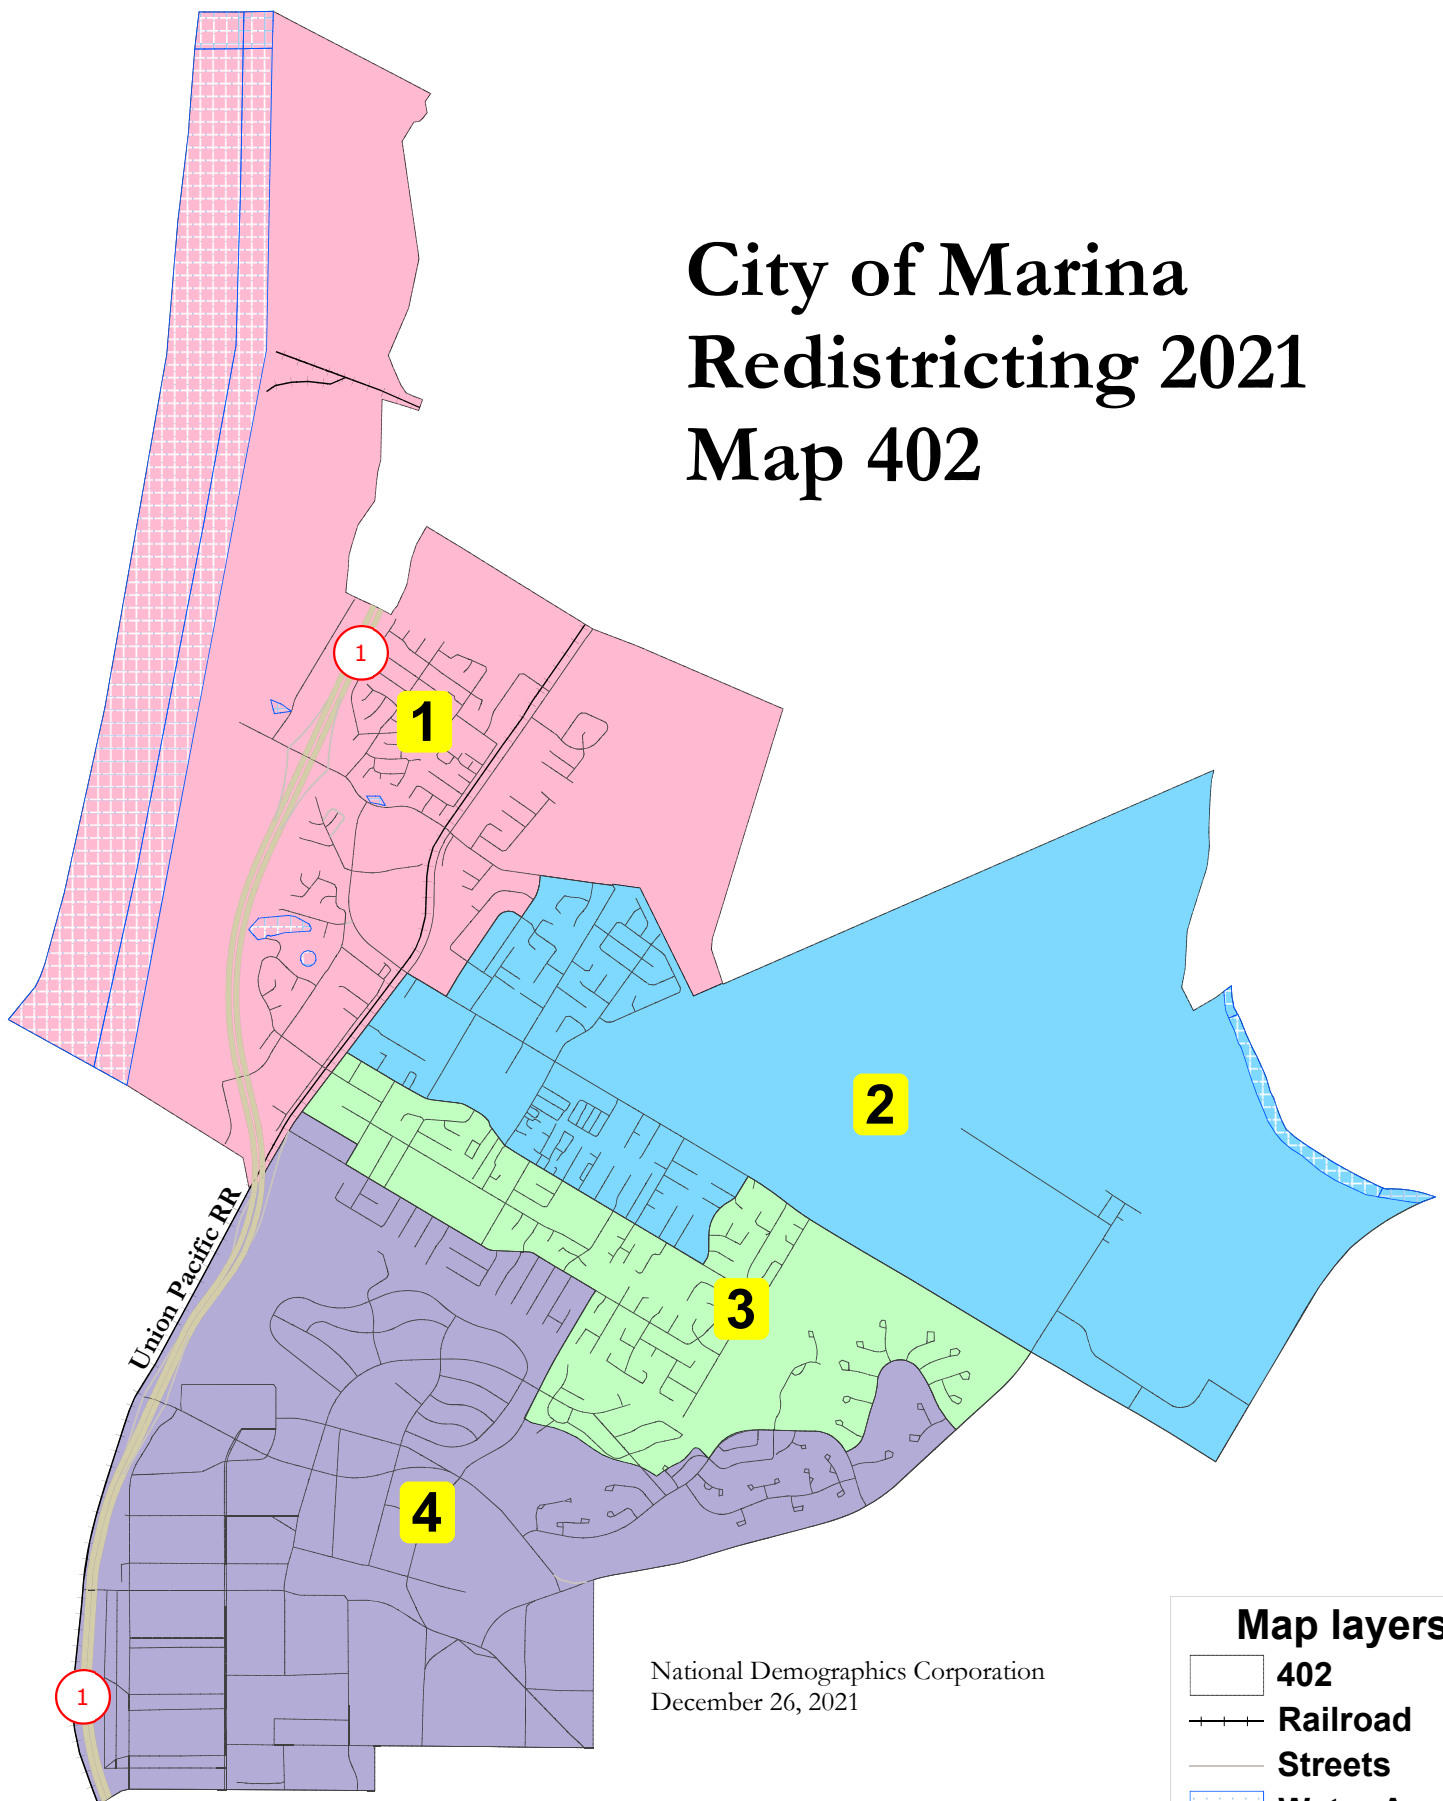 City of Marina
Redistricting 2021
Map 402
1
1
2
3
Union Pacific RR
4
1
National Demographics Corporation
December 26, 2021
Map layers
402
Railroad
Streets